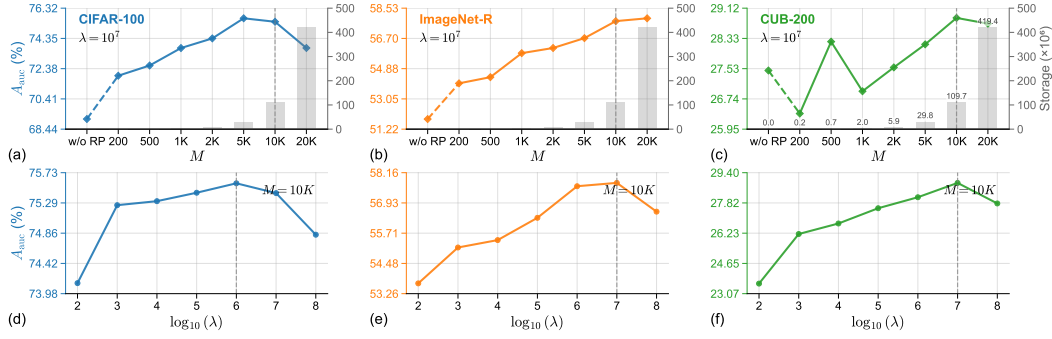 76.32
74.35
72.38
70.41
68.44
A_auc (%)
CIFAR-100
λ = 10^7
500
400
300
200
100
0
w/o RP 200 500 1K 2K 5K 10K 20K
(a)
M
58.53
56.70
54.88
53.05
51.22
ImageNet-R
λ = 10^7
500
400
300
200
100
0
w/o RP 200 500 1K 2K 5K 10K 20K
(b)
M
29.12
28.33
27.53
26.74
25.95
CUB-200
λ = 10^7
0.0 0.2 0.7 2.0 5.9 29.8 109.7 419.4
500
400
300
200
100
0
Storage (×10⁶)
w/o RP 200 500 1K 2K 5K 10K 20K
(c)
M
75.73
75.29
74.86
74.42
73.98
A_auc (%)
M = 10K
2 3 4 5 6 7 8
(d)
log₁₀ (λ)
58.16
56.93
55.71
54.48
53.26
M = 10K
2 3 4 5 6 7 8
(e)
log₁₀ (λ)
29.40
27.82
26.23
24.65
23.07
M = 10K
2 3 4 5 6 7 8
(f)
log₁₀ (λ)